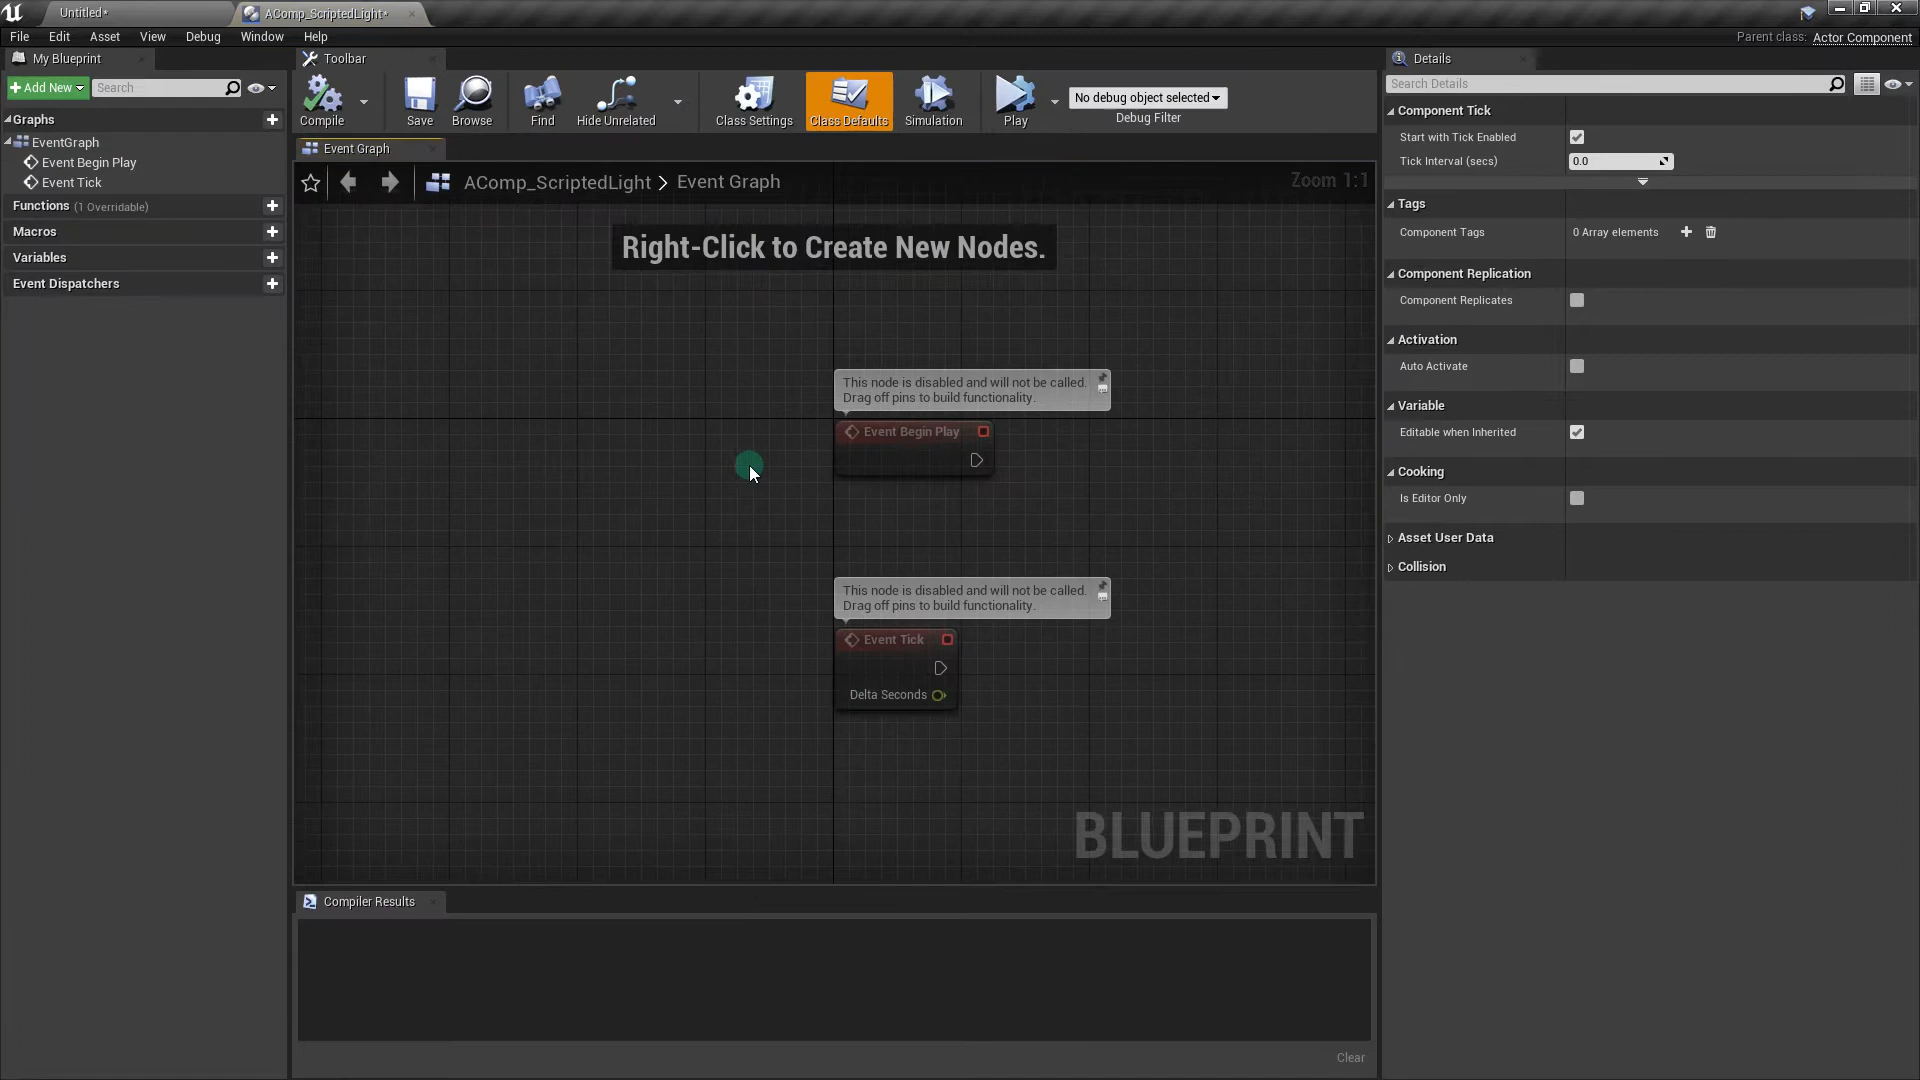 Untitled*
AComp_ScriptedLight*
File Edit Asset View Debug Window Help
Parent class: Actor Component
My Blueprint
Toolbar
Details
Add New
Search
Compile
Save
Browse
Find
Hide Unrelated
Class Settings
Class Defaults
Simulation
Play
No debug object selected
Debug Filter
Search Details
Graphs
EventGraph
Event Begin Play
Event Tick
Functions (1 Overridable)
Macros
Variables
Event Dispatchers
Event Graph
AComp_ScriptedLight > Event Graph
Zoom 1:1
Right-Click to Create New Nodes.
This node is disabled and will not be called.
Drag off pins to build functionality.
Event Begin Play
This node is disabled and will not be called.
Drag off pins to build functionality.
Event Tick
Delta Seconds
BLUEPRINT
Compiler Results
Clear
Component Tick
Start with Tick Enabled
Tick Interval (secs) 0.0
Tags
Component Tags 0 Array elements
Component Replication
Component Replicates
Activation
Auto Activate
Variable
Editable when Inherited
Cooking
Is Editor Only
Asset User Data
Collision